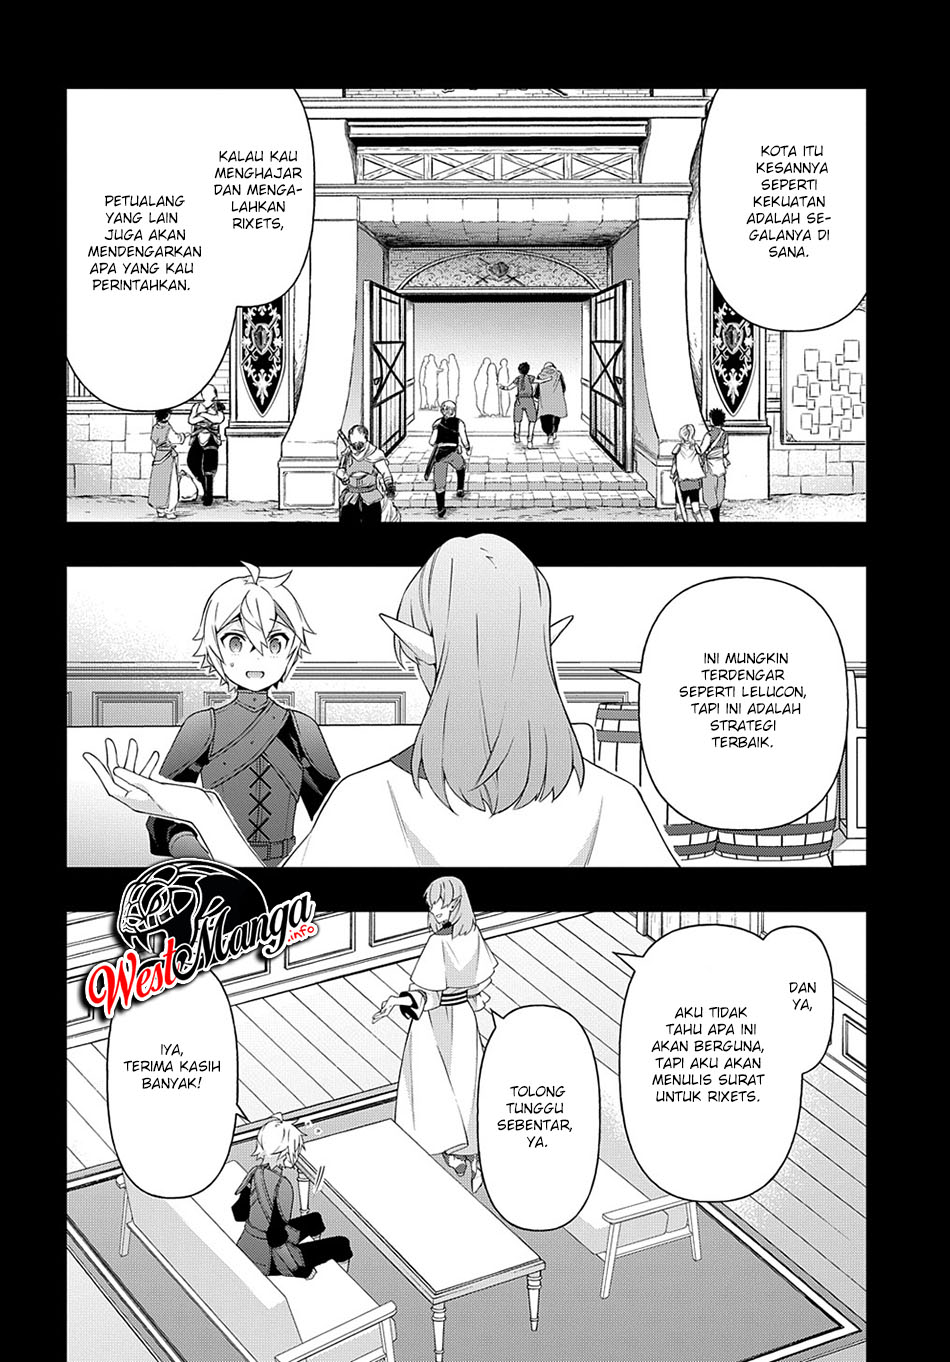 KOTA ITU
KESANNYA
SEPERTI
KEKUATAN
ADALAH SE-
GALANYA DI
SANA.
KALAU KAU
MENGHAJAR
DAN MENGA-
LAHKAN
RIXETS,
PETUALANG
YANG LAIN
JUGA AKAN
MENDENGARKAN
APA YANG KAU
PERINTAHKAN.
INI MUNGKIN
TERDENGAR
SEPERTI LELUCON,
TAPI INI ADALAH
STRATEGI
TERBAIK.
DAN
YA,
AKU TIDAK
TAHU APA INI
AKAN BERGUNA,
TAPI AKU AKAN
MENULIS SURAT
UNTUK RIXETS.
TOLONG
TUNGGU
SEBENTAR,
YA.
IYA,
TERIMA KASIH
BANYAK!
WestManga
.info